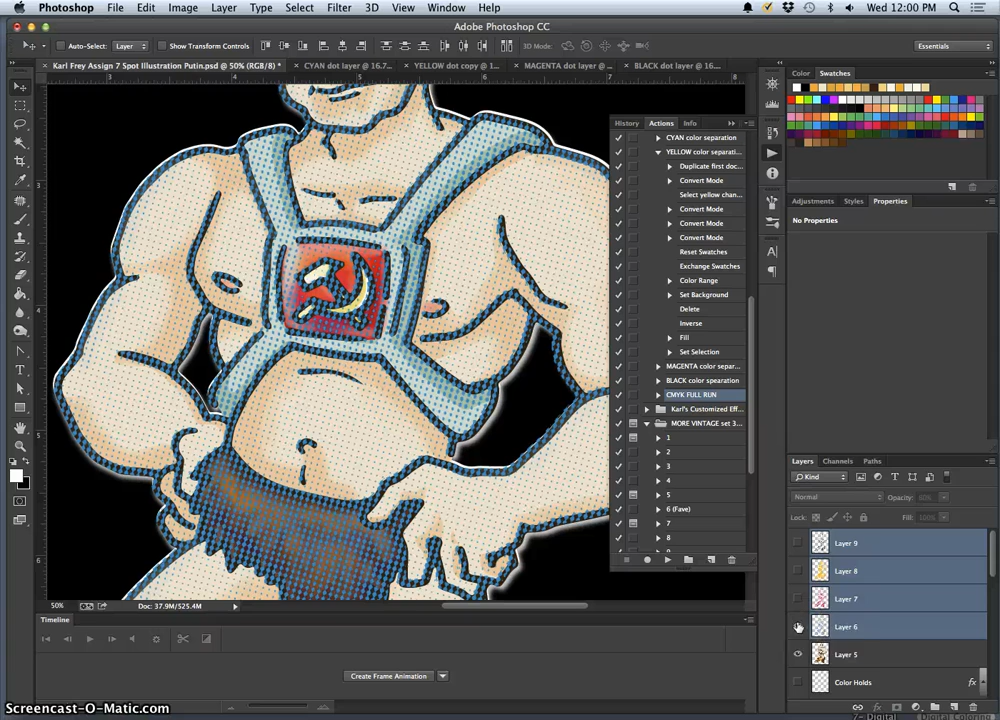 Photoshop File Edit Image Layer Type Select Filter 3D View Window Help Wed 12:00 PM
Adobe Photoshop CC
Auto-Select: Layer Show Transform Controls 3D Mode: Essentials
Karl Frey Assign 7 Spot Illustration Putin.psd @ 50% (RGB/8) * CYAN dot layer @ 16.7... YELLOW dot copy @ 1... MAGENTA dot layer @... BLACK dot layer @ 16....
Color Swatches
History Actions Info
CYAN color separation
YELLOW color separati...
Duplicate first doc...
Convert Mode
Select yellow chan...
Convert Mode
Convert Mode
Convert Mode
Reset Swatches
Exchange Swatches
Color Range
Set Background
Delete
Inverse
Fill
Set Selection
MAGENTA color separ...
BLACK color spearation
CMYK FULL RUN
Karl's Customized Eff...
MORE VINTAGE set 3...
1
2
3
4
5
6 (Fave)
7
8
Adjustments Styles Properties
No Properties
Layers Channels Paths
Kind
Normal Opacity: 60%
Lock: Fill: 100%
Layer 9
Layer 8
Layer 7
Layer 6
Layer 5
Color Holds fx
50% Doc: 37.9M/525.4M
Timeline
Create Frame Animation
Screencast-O-Matic.com
7- Digital Digital Coloring